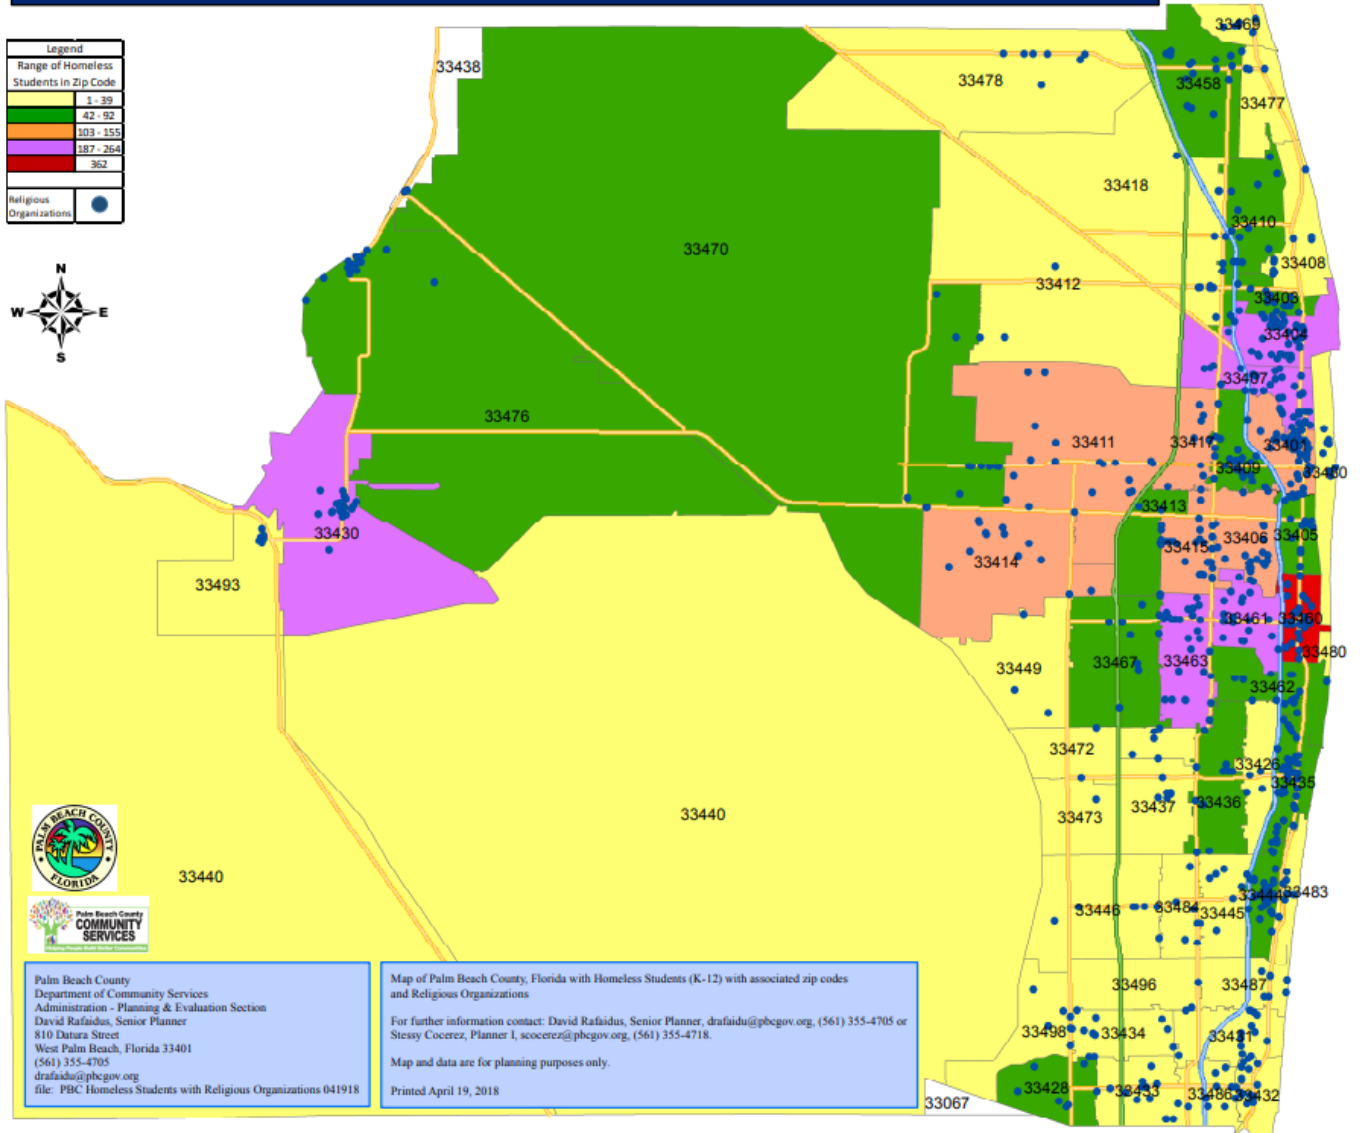 Legend
Range of Homeless
Students in Zip Code
1 - 39
42 - 92
103 - 155
187 - 264
362
Religious
Organizations
N
W E
S
33469
33438
33478
33458
33477
33418
33410
33470
33408
33412
33403
33404
33407
33476
33411
33417
33401
33409
33480
33413
33430
33405
33406
33415
33414
33493
33461
33460
33480
33449
33467
33463
33462
33472
33426
33435
33437
33436
33473
33440
33440
33444
33483
33446
33484
33445
33496
33487
33498
33434
33431
33428
33433
33486
33432
33067
PALM BEACH COUNTY
FLORIDA
Palm Beach County
COMMUNITY
SERVICES
Helping People Build Better Communities
Palm Beach County
Department of Community Services
Administration - Planning & Evaluation Section
David Rafaidus, Senior Planner
810 Datura Street
West Palm Beach, Florida 33401
(561) 355-4705
drafaidu@pbcgov.org
file: PBC Homeless Students with Religious Organizations 041918
Map of Palm Beach County, Florida with Homeless Students (K-12) with associated zip codes
and Religious Organizations
For further information contact: David Rafaidus, Senior Planner, drafaidu@pbcgov.org, (561) 355-4705 or
Stessy Cocerez, Planner I, scocerez@pbcgov.org, (561) 355-4718.
Map and data are for planning purposes only.
Printed April 19, 2018